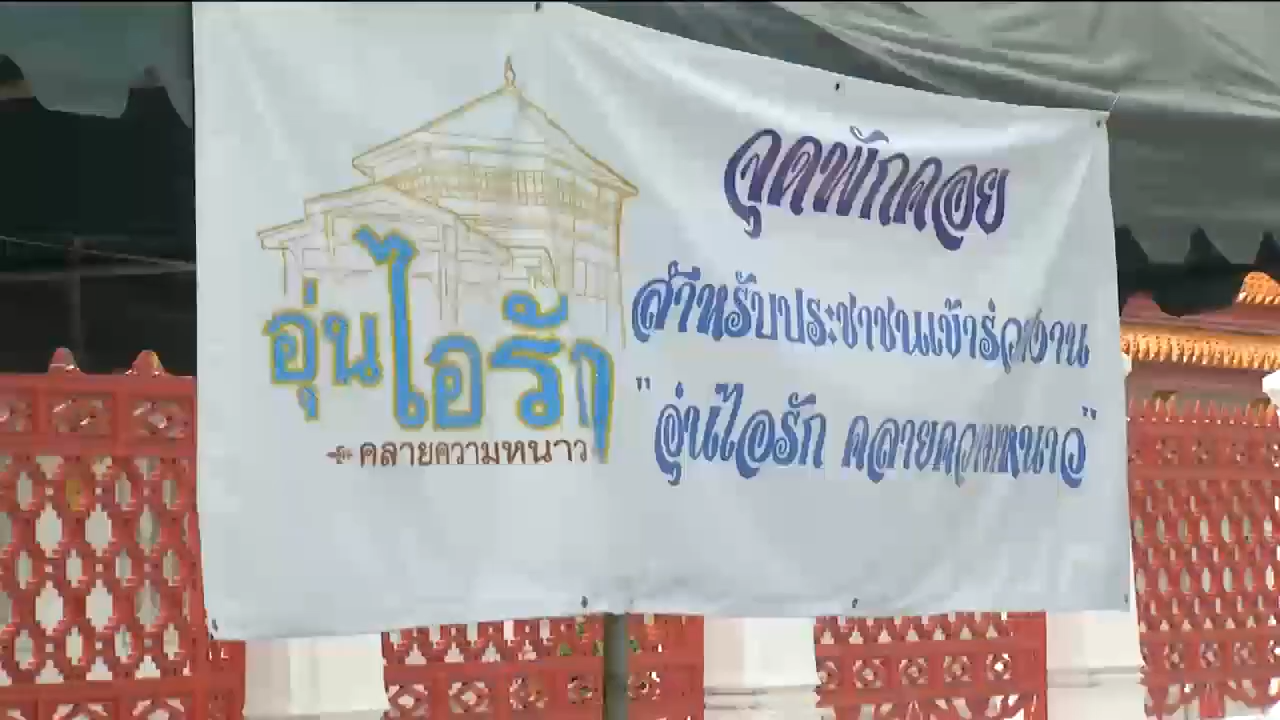 อุ่นไอรัก
คลายความหนาว
จุดพักคอย
สำหรับประชาชนเข้าร่วมงาน
"อุ่นไอรัก คลายความหนาว"